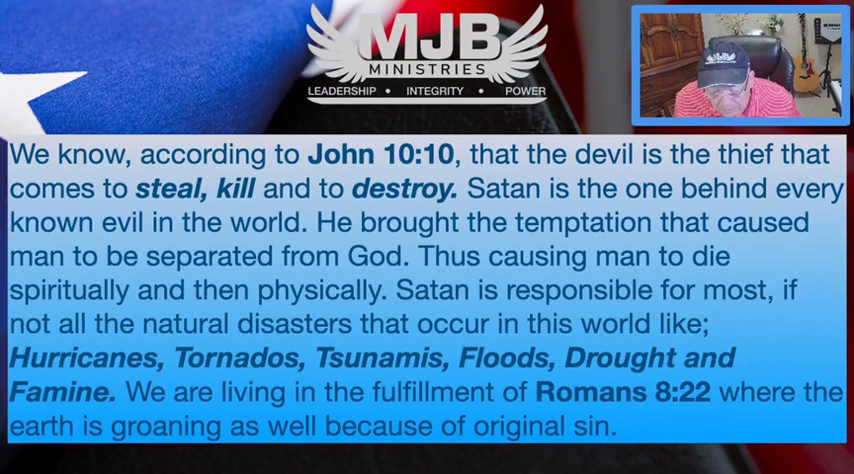 MJB
MINISTRIES
LEADERSHIP • INTEGRITY • POWER
We know, according to John 10:10, that the devil is the thief that
comes to steal, kill and to destroy. Satan is the one behind every
known evil in the world. He brought the temptation that caused
man to be separated from God. Thus causing man to die
spiritually and then physically. Satan is responsible for most, if
not all the natural disasters that occur in this world like;
Hurricanes, Tornados, Tsunamis, Floods, Drought and
Famine. We are living in the fulfillment of Romans 8:22 where the
earth is groaning as well because of original sin.